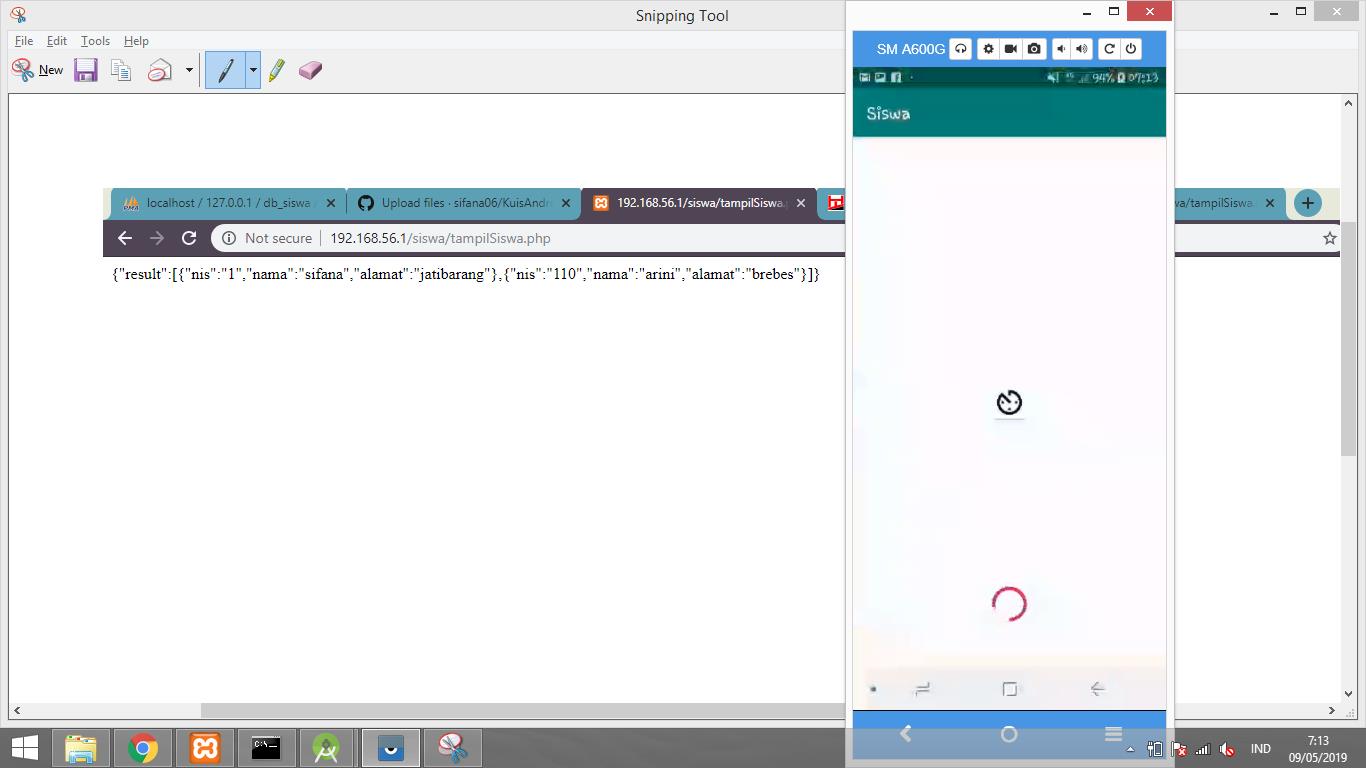 Snipping Tool
File Edit Tools Help
New
localhost / 127.0.0.1 / db_siswa
Upload files · sifana06/KuisAndr
192.168.56.1/siswa/tampilSiswa.
wa/tampilSiswa.
Not secure
192.168.56.1/siswa/tampilSiswa.php
{"result":[{"nis":"1","nama":"sifana","alamat":"jatibarang"},{"nis":"110","nama":"arini","alamat":"brebes"}]}
SM A600G
94% 07:13
Siswa
IND
7:13
09/05/2019